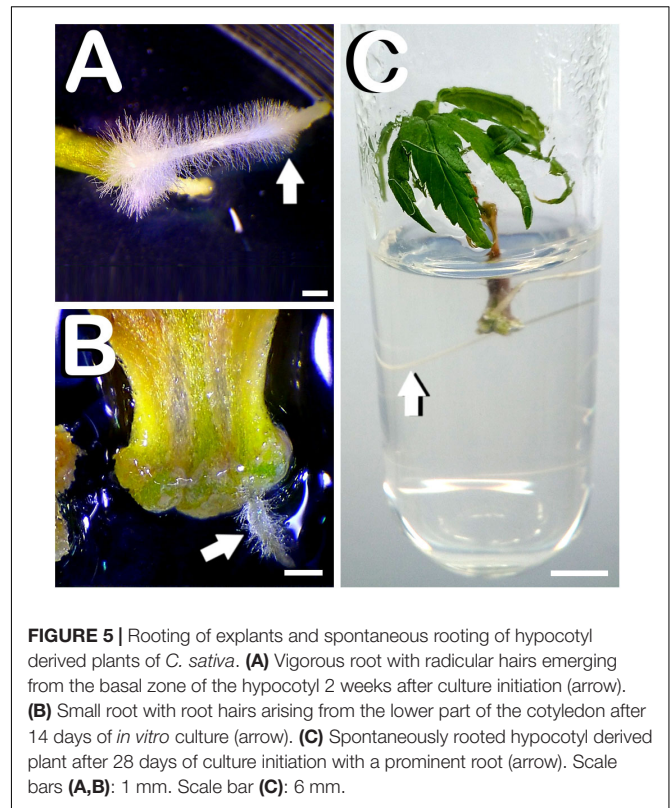 A
B
C
FIGURE 5 | Rooting of explants and spontaneous rooting of hypocotyl
derived plants of C. sativa. (A) Vigorous root with radicular hairs emerging
from the basal zone of the hypocotyl 2 weeks after culture initiation (arrow).
(B) Small root with root hairs arising from the lower part of the cotyledon after
14 days of in vitro culture (arrow). (C) Spontaneously rooted hypocotyl derived
plant after 28 days of culture initiation with a prominent root (arrow). Scale
bars (A,B): 1 mm. Scale bar (C): 6 mm.